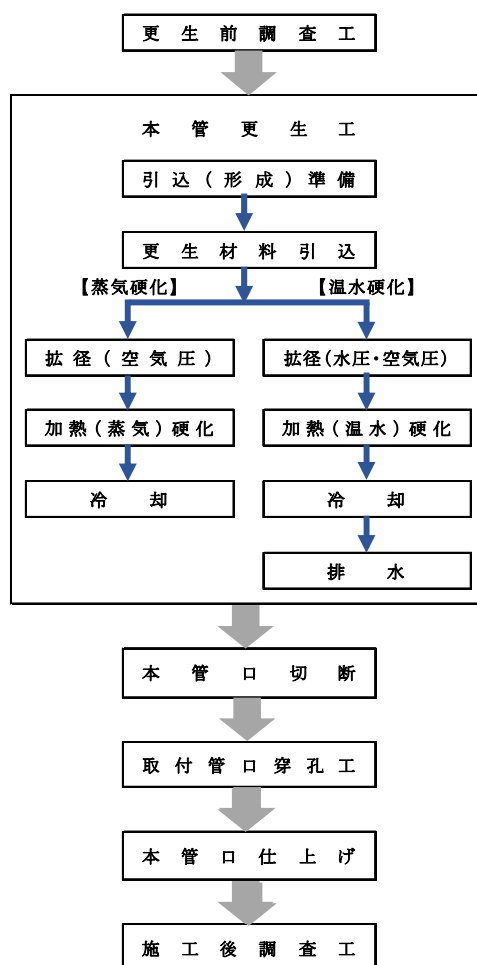 更生前調査工
本管更生工
引込(形成)準備
更生材料引込
【蒸気硬化】 【温水硬化】
拡径(空気圧) 拡径(水圧・空気圧)
加熱(蒸気)硬化 加熱(温水)硬化
冷却 冷却
排水
本管口切断
取付管口穿孔工
本管口仕上げ
施工後調査工